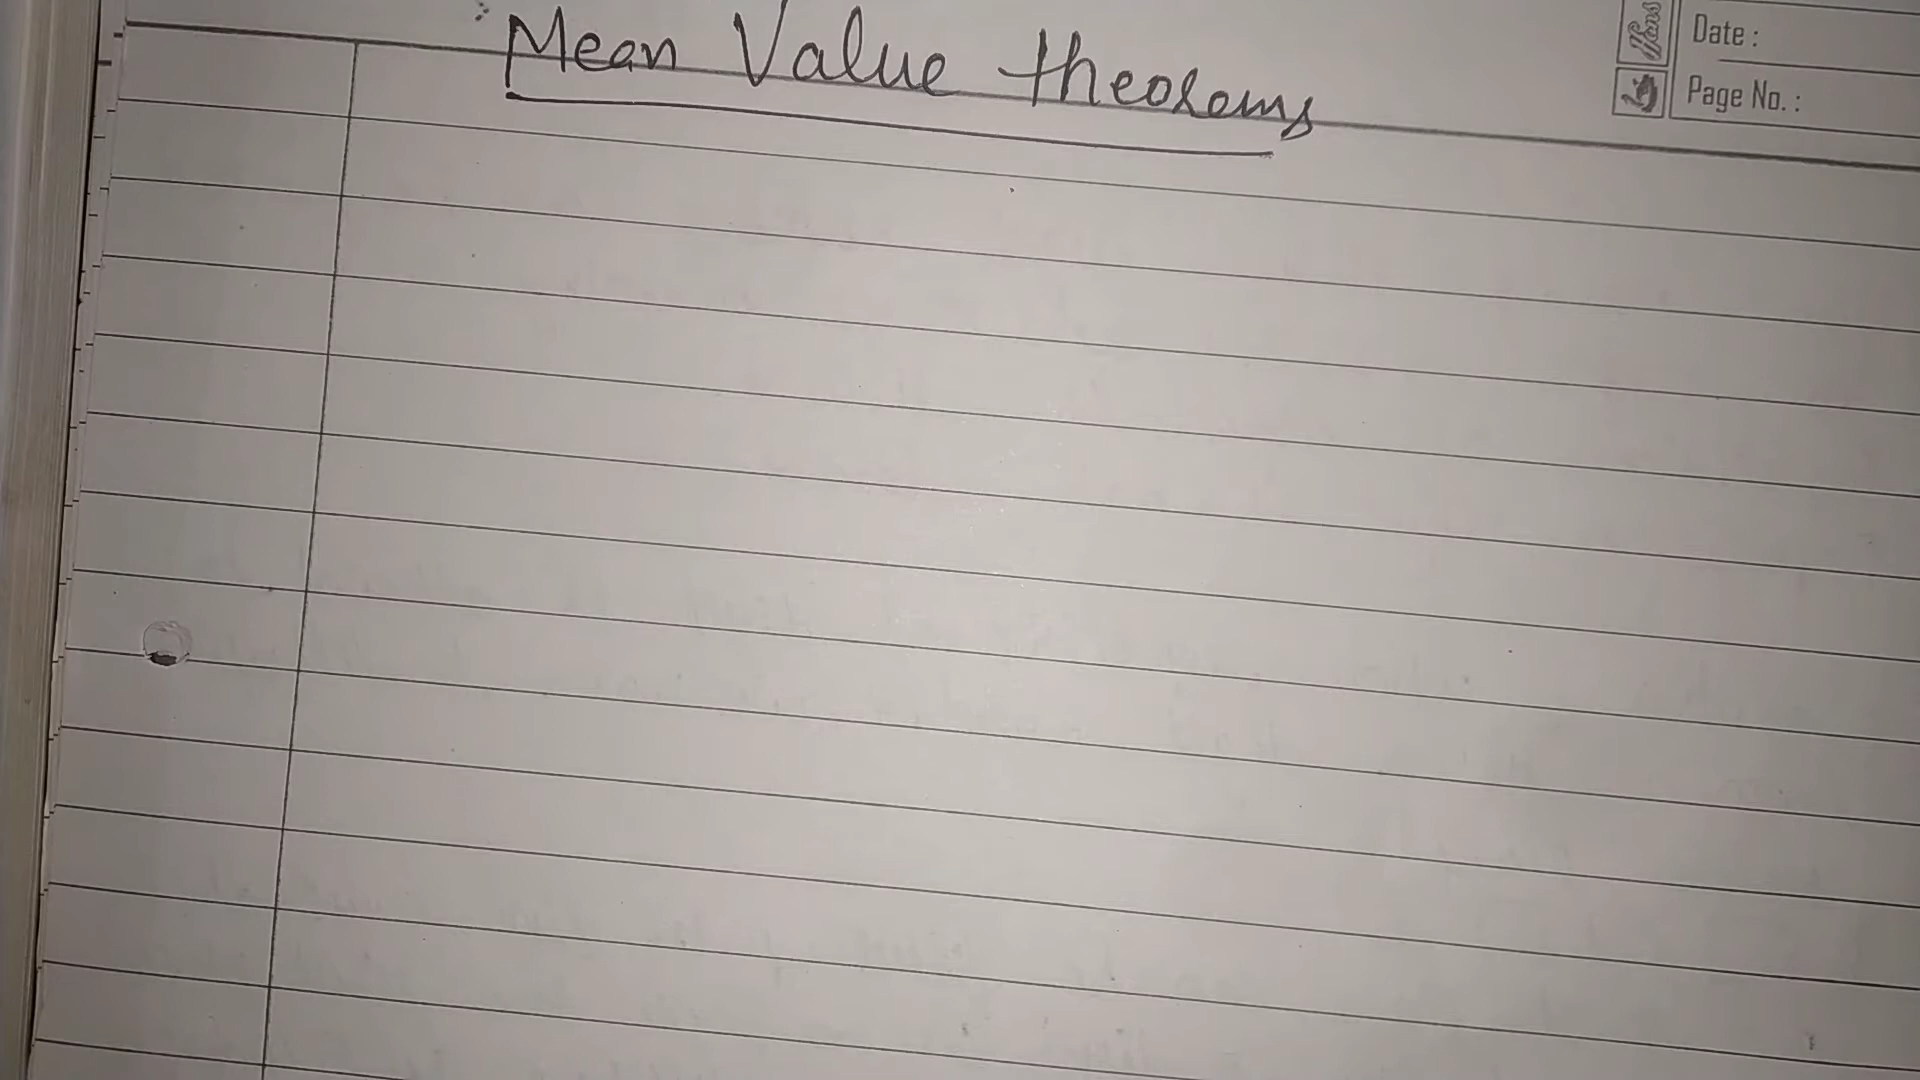 Mean Value theorems
Date :
Page No. :